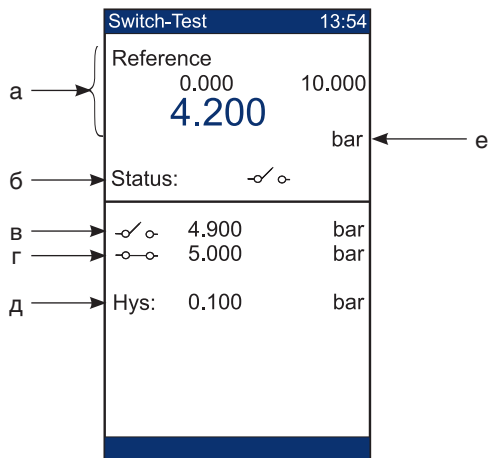 Switch-Test 13:54
а Reference
0.000 10.000
4.200
bar е
б Status:
в 4.900 bar
г 5.000 bar
д Hys: 0.100 bar